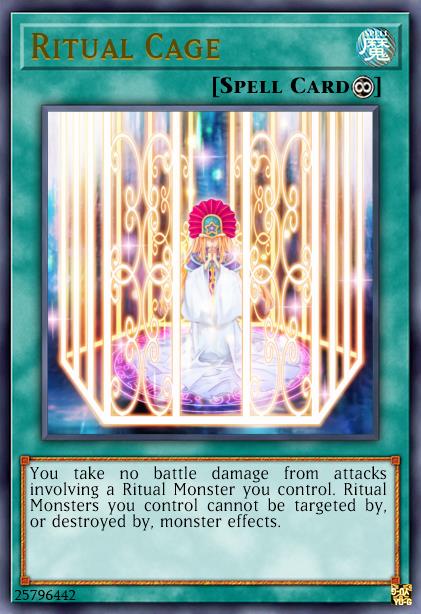 Ritual Cage
SPELL
魔
[Spell Card]
You take no battle damage from attacks
involving a Ritual Monster you control. Ritual
Monsters you control cannot be targeted by,
or destroyed by, monster effects.
25796442